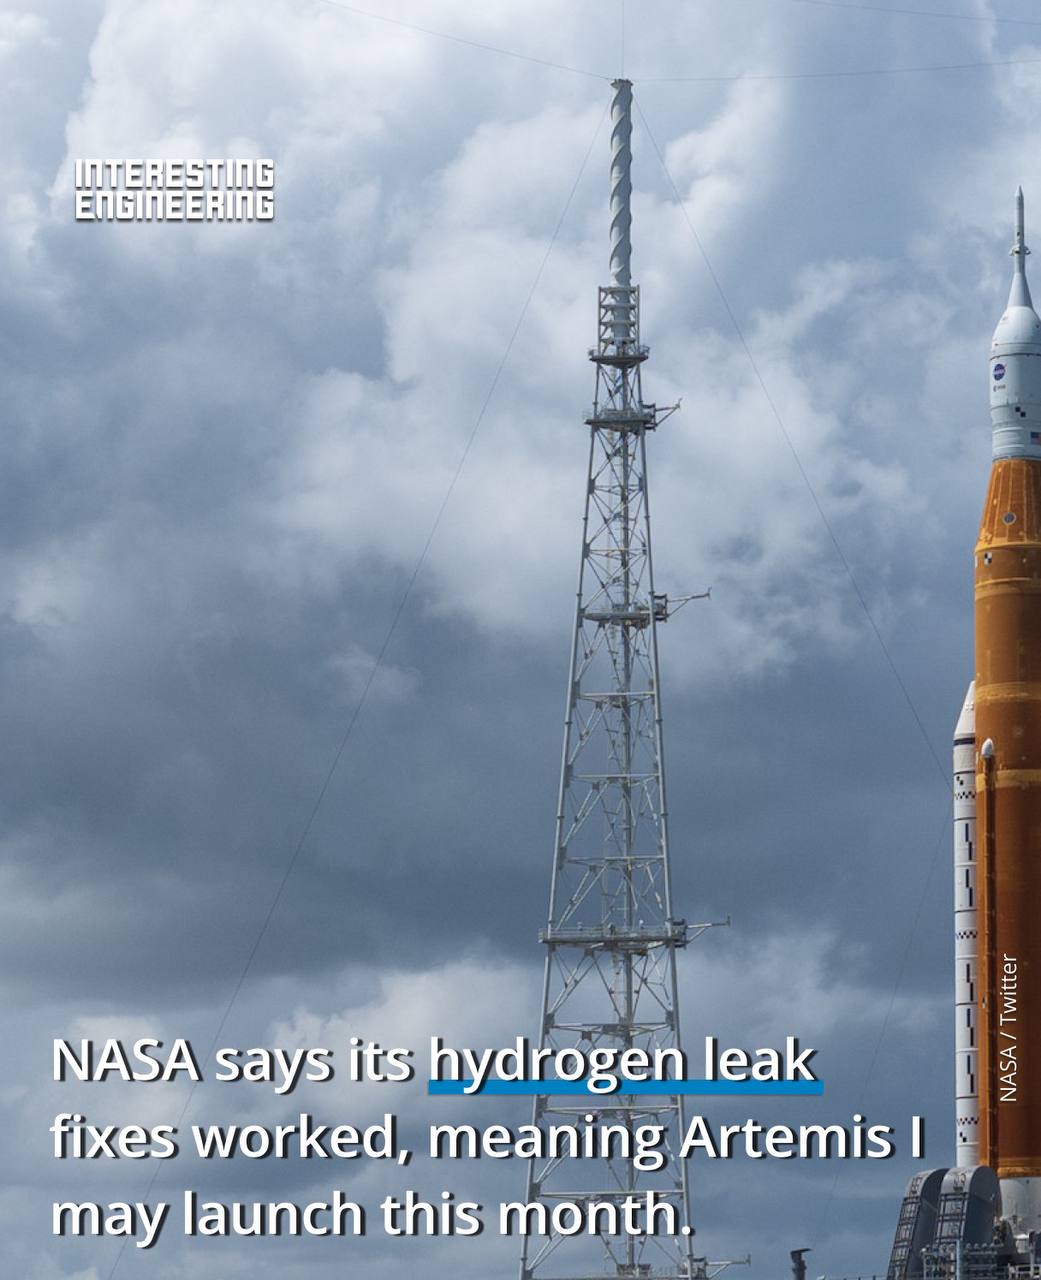 INTERESTING
ENGINEERING
NASA / Twitter
NASA says its hydrogen leak
fixes worked, meaning Artemis I
may launch this month.